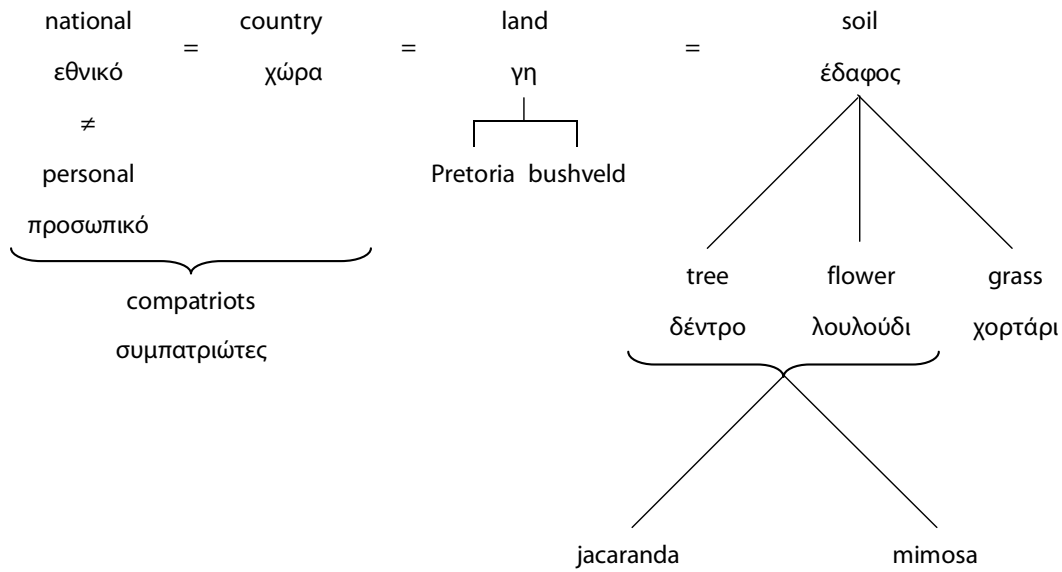 national = country = land = soil
εθνικό χώρα γη έδαφος
≠
personal Pretoria bushveld
προσωπικό
tree flower grass
compatriots
δέντρο λουλούδι χορτάρι
συμπατριώτες
jacaranda mimosa